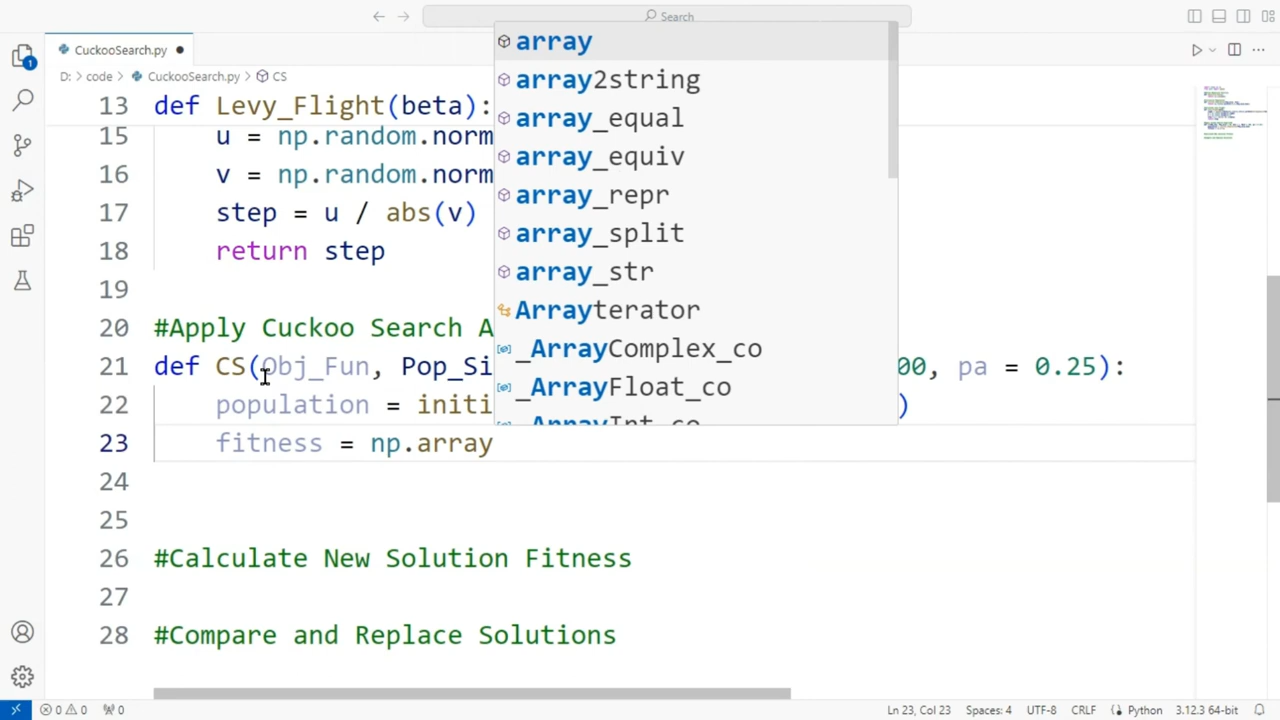 Search
CuckooSearch.py
D: > code > CuckooSearch.py > CS
13 def Levy_Flight(beta):
15 u = np.random.norm
16 v = np.random.norm
17 step = u / abs(v)
18 return step
19
20 #Apply Cuckoo Search A
21 def CS(Obj_Fun, Pop_Si 00, pa = 0.25):
22 population = initi )
23 fitness = np.array
24
25
26 #Calculate New Solution Fitness
27
28 #Compare and Replace Solutions
array
array2string
array_equal
array_equiv
array_repr
array_split
array_str
Arrayterator
_ArrayComplex_co
_ArrayFloat_co
_ArrayInt_co
1
0 0 0 Ln 23, Col 23 Spaces: 4 UTF-8 CRLF Python 3.12.3 64-bit